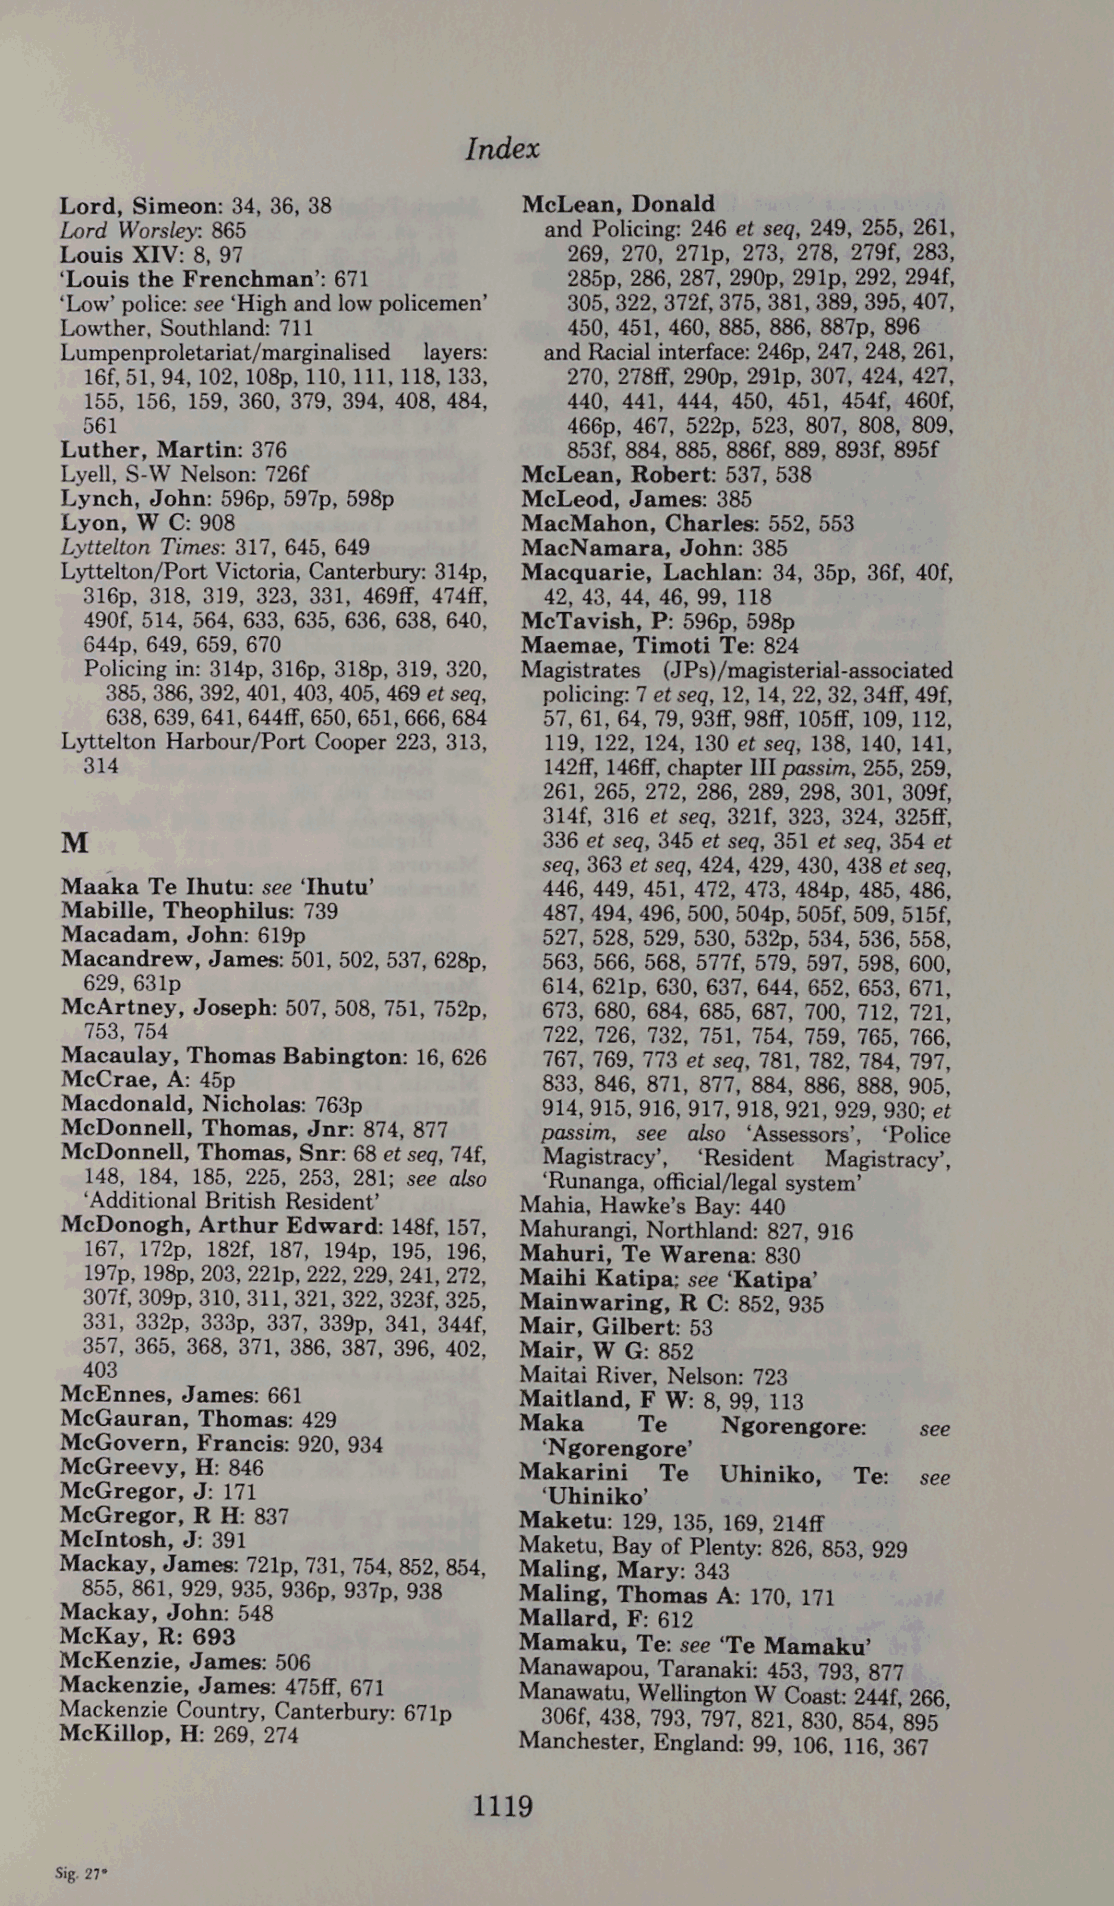 Index
Lord, Simeon: 34, 36, 38
Lord Worsley: 865
Louis XIV: 8, 97
‘Louis the Frenchman’: 671
‘Low’ police: see ‘High and low policemen’
Lowther, Southland: 711
Lumpenproletariat/marginalised layers:
16f, 51, 94, 102, 108p, 110, 111, 118, 133,
155, 156, 159, 360, 379, 394, 408, 484,
561
Luther, Martin: 376
Lyell, S-W Nelson: 726f
Lynch, John: 596p, 597p, 598p
Lyon, W C: 908
Lyttelton Times: 317, 645, 649
Lyttelton/Port Victoria, Canterbury: 314p,
316p, 318, 319, 323, 331, 469ff, 474ff,
490f, 514, 564, 633, 635, 636, 638, 640,
644p, 649, 659, 670
Policing in: 314p, 316p, 318p, 319, 320,
385, 386, 392, 401, 403, 405, 469 et seq,
638, 639, 641, 644ff, 650, 651, 666, 684
Lyttelton Harbour/Port Cooper 223, 313,
314
M
Maaka Te Ihutu: see ‘Ihutu’
Mabille, Theophilus: 739
Macadam, John: 619p
Macandrew, James: 501, 502, 537, 628p,
629, 631p
McArtney, Joseph: 507, 508, 751, 752p,
753, 754
Macaulay, Thomas Babington: 16, 626
McCrae, A: 45p
Macdonald, Nicholas: 763p
McDonnell, Thomas, Jnr: 874, 877
McDonnell, Thomas, Snr: 68 et seq, 74f,
148, 184, 185, 225, 253, 281; see also
‘Additional British Resident’
McDonogh, Arthur Edward: 148f, 157,
167, 172p, 182f, 187, 194p, 195, 196,
197p, 198p, 203, 221p, 222, 229, 241, 272,
307f, 309p, 310, 311, 321, 322, 323f, 325,
331, 332p, 333p, 337, 339p, 341, 344f,
357, 365, 368, 371, 386, 387, 396, 402,
403
McEnnes, James: 661
McGauran, Thomas: 429
McGovern, Francis: 920, 934
McGreevy, H: 846
McGregor, J: 171
McGregor, R H: 837
McIntosh, J: 391
Mackay, James: 721p, 731, 754, 852, 854,
855, 861, 929, 935, 936p, 937p, 938
Mackay, John: 548
McKay, R: 693
McKenzie, James: 506
Mackenzie, James: 475ff, 671
Mackenzie Country, Canterbury: 671p
McKillop, H: 269, 274
McLean, Donald
and Policing: 246 et seq, 249, 255, 261,
269, 270, 271p, 273, 278, 279f, 283,
285p, 286, 287, 290p, 291p, 292, 294f,
305, 322, 372f, 375, 381, 389, 395, 407,
450, 451, 460, 885, 886, 887p, 896
and Racial interface: 246p, 247, 248, 261,
270, 278ff, 290p, 291p, 307, 424, 427,
440, 441, 444, 450, 451, 454f, 460f,
466p, 467, 522p, 523, 807, 808, 809,
853f, 884, 885, 886f, 889, 893f, 895f
McLean, Robert: 537, 538
McLeod, James: 385
MacMahon, Charles: 552, 553
MacNamara, John: 385
Macquarie, Lachlan: 34, 35p, 36f, 40f,
42, 43, 44, 46, 99, 118
McTavish, P: 596p, 598p
Maemae, Timoti Te: 824
Magistrates (JPs)/magisterial-associated
policing: 7 et seq, 12, 14, 22, 32, 34ff, 49f,
57, 61, 64, 79, 93ff, 98ff, 105ff, 109, 112,
119, 122, 124, 130 et seq, 138, 140, 141,
142ff, 146ff, chapter III passim, 255, 259,
261, 265, 272, 286, 289, 298, 301, 309f,
314f, 316 et seq, 321f, 323, 324, 325ff,
336 et seq, 345 et seq, 351 et seq, 354 et
seq, 363 et seq, 424, 429, 430, 438 et seq,
446, 449, 451, 472, 473, 484p, 485, 486,
487, 494, 496, 500, 504p, 505f, 509, 515f,
527, 528, 529, 530, 532p, 534, 536, 558,
563, 566, 568, 577f, 579, 597, 598, 600,
614, 621p, 630, 637, 644, 652, 653, 671,
673, 680, 684, 685, 687, 700, 712, 721,
722, 726, 732, 751, 754, 759, 765, 766,
767, 769, 773 et seq, 781, 782, 784, 797,
833, 846, 871, 877, 884, 886, 888, 905,
914, 915, 916, 917, 918, 921, 929, 930; et
passim, see also ‘Assessors’, ‘Police
Magistracy’, ‘Resident Magistracy’,
‘Runanga, official/legal system’
Mahia, Hawke’s Bay: 440
Mahurangi, Northland: 827, 916
Mahuri, Te Warena: 830
Maihi Katipa: see ‘Katipa’
Mainwaring, R C: 852, 935
Mair, Gilbert: 53
Mair, W G: 852
Maitai River, Nelson: 723
Maitland, F W: 8, 99, 113
Maka Te Ngorengore: see
‘Ngorengore’
Makarini Te Uhiniko, Te: see
‘Uhiniko’
Maketu: 129, 135, 169, 214ff
Maketu, Bay of Plenty: 826, 853, 929
Maling, Mary: 343
Maling, Thomas A: 170, 171
Mallard, F: 612
Mamaku, Te: see ‘Te Mamaku’
Manawapou, Taranaki: 453, 793, 877
Manawatu, Wellington W Coast: 244f, 266,
306f, 438, 793, 797, 821, 830, 854, 895
Manchester, England: 99, 106, 116, 367
1119
Sig. 27*